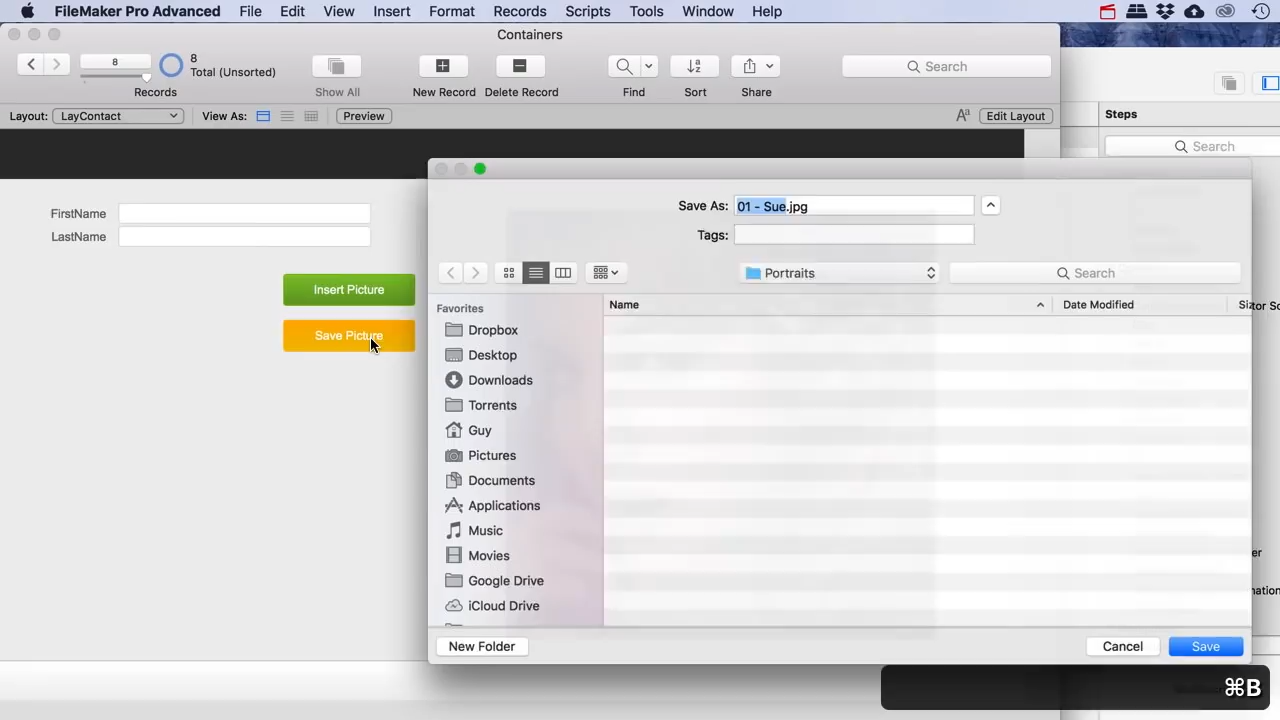 FileMaker Pro Advanced File Edit View Insert Format Records Scripts Tools Window Help
Containers
8
8
Total (Unsorted)
Search
Records
Show All
New Record
Delete Record
Find
Sort
Share
Layout: LayContact
View As:
Preview
Aa
Edit Layout
Steps
Search
FirstName
LastName
Insert Picture
Save Picture
Save As: 01 - Sue.jpg
Tags:
Portraits
Search
Favorites
Dropbox
Desktop
Downloads
Torrents
Guy
Pictures
Documents
Applications
Music
Movies
Google Drive
iCloud Drive
Name
Date Modified
New Folder
Cancel
Save
⌘B